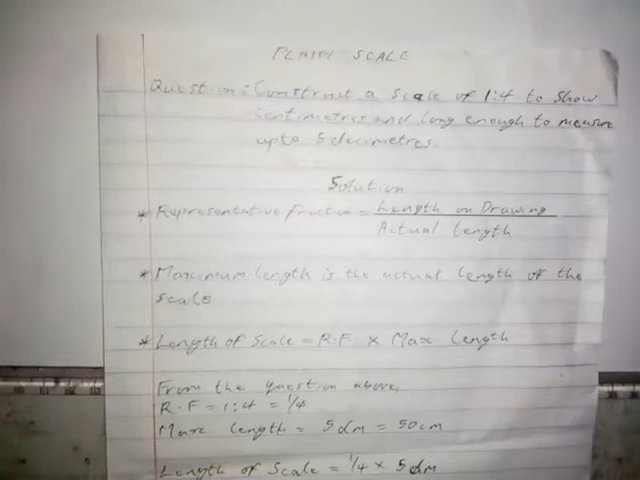 PLAIN SCALE
Question: Construct a scale of 1:4 to show
centimetres and long enough to measure
upto 5 decimetres.
Solution
* Representative fraction = Length on Drawing
Actual Length
* Maximum length is the actual length of the
scale
* Length of Scale = R.F × Max Length
From the question above,
R.F = 1:4 = 1/4
Max length = 5dm = 50cm
Length of Scale = 1/4 × 5dm